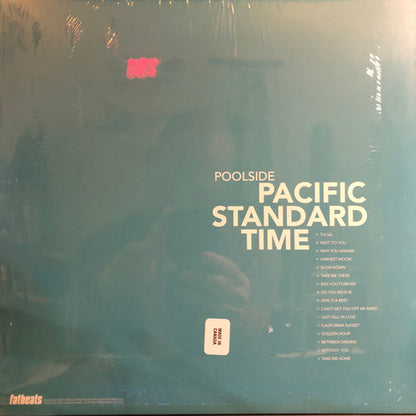 POOLSIDE
PACIFIC
STANDARD
TIME
TULSA
NEXT TO YOU
WHY YOU WANNA
HARVEST MOON
SLOW DOWN
TAKE ME THERE
KISS YOU FOREVER
DO YOU BELIEVE
GIVE IT A REST
CAN'T GET YOU OFF MY MIND
JUST FALL IN LOVE
CALIFORNIA SUNSET
GOLDEN HOUR
BETWEEN DREAMS
WITHOUT YOU
TAKE ME HOME
MADE IN
CANADA
fatbeats